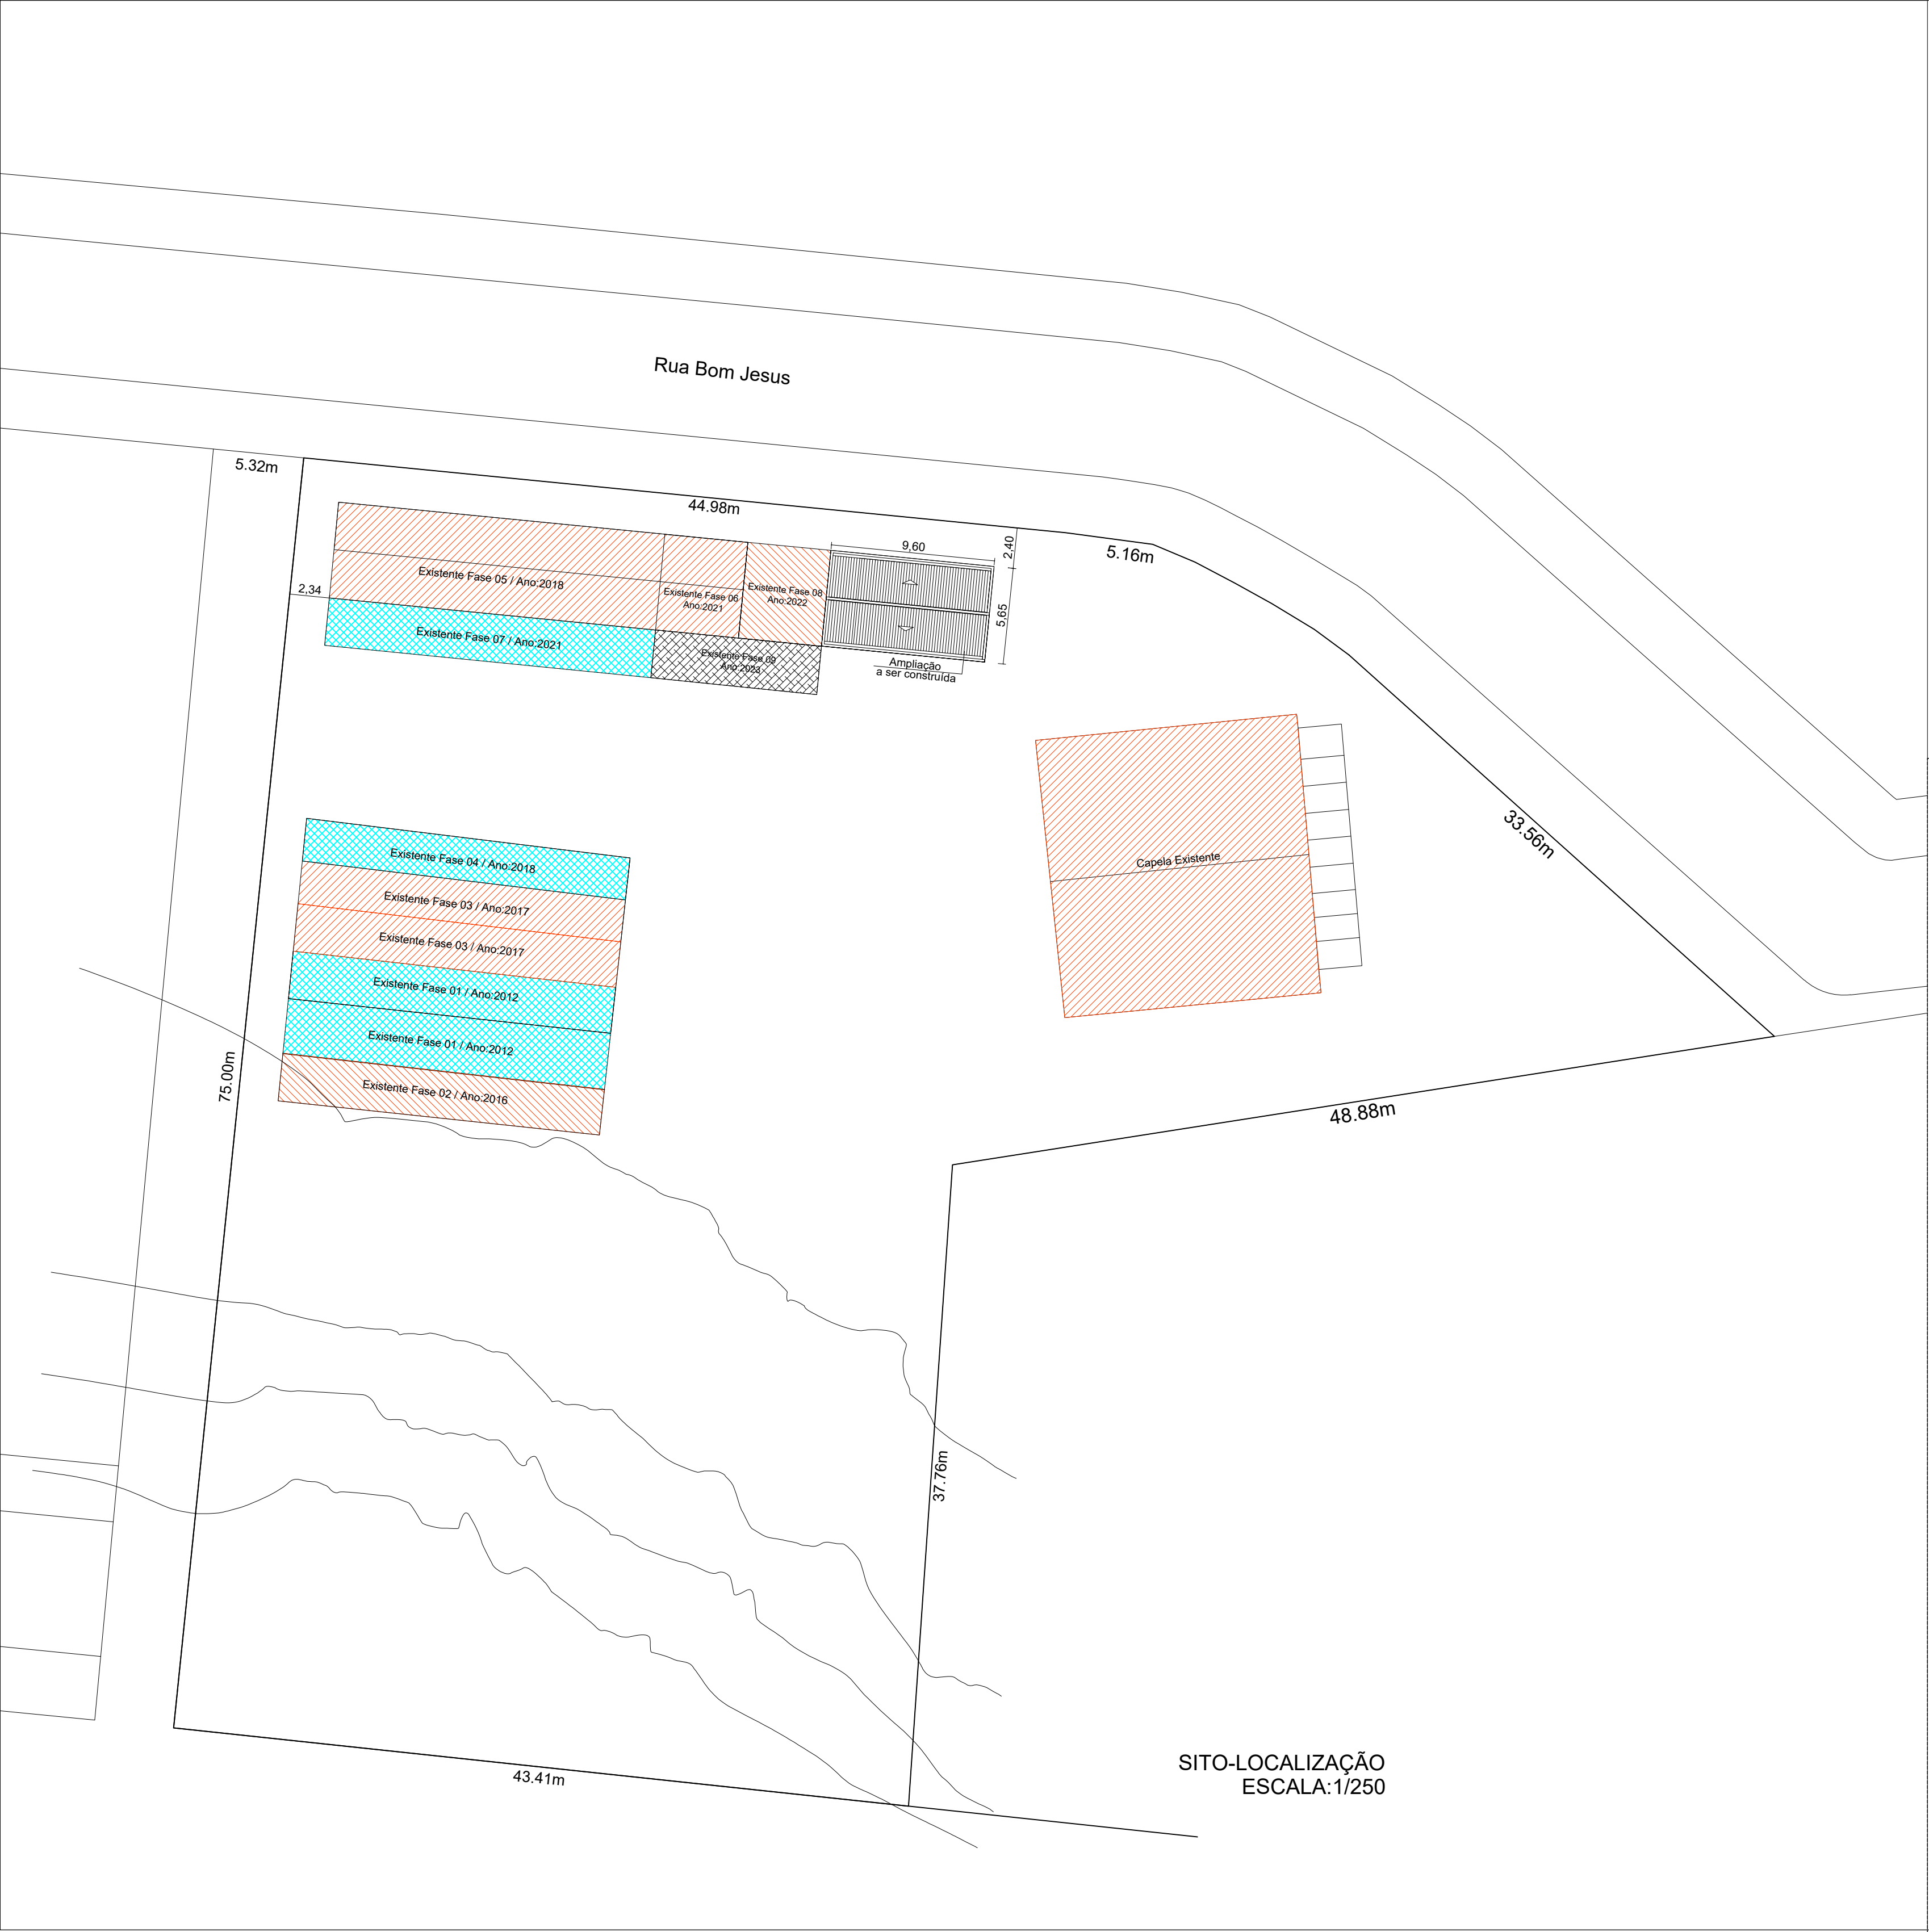 Rua Bom Jesus
5.32m
44.98m
5.16m
9,60
2,40
5,65
2,34
Existente Fase 05 / Ano:2018
Existente Fase 06
Ano:2021
Existente Fase 08
Ano:2022
Existente Fase 07 / Ano:2021
Existente Fase 09
Ano:2023
Ampliação
a ser construída
33.56m
Capela Existente
Existente Fase 04 / Ano:2018
Existente Fase 03 / Ano:2017
Existente Fase 03 / Ano:2017
Existente Fase 01 / Ano:2012
Existente Fase 01 / Ano:2012
Existente Fase 02 / Ano:2016
75.00m
48.88m
37.76m
43.41m
SITO-LOCALIZAÇÃO
ESCALA:1/250